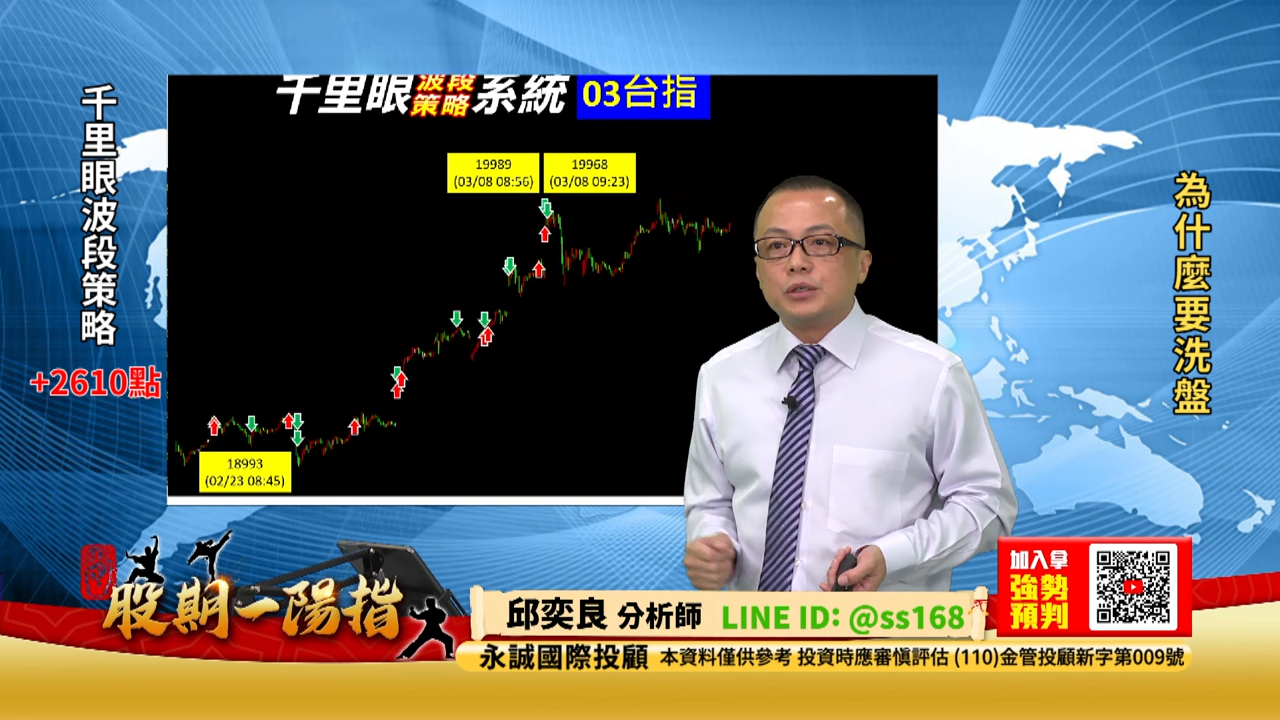 千里眼波段策略系統 03台指
19989
(03/08 08:56)
19968
(03/08 09:23)
18993
(02/23 08:45)
千里眼波段策略
+2610點
為什麼要洗盤
股期一陽指
邱奕良 分析師 LINE ID: @ss168
加入拿
強勢
預判
永誠國際投顧 本資料僅供參考 投資時應審慎評估 (110)金管投顧新字第009號